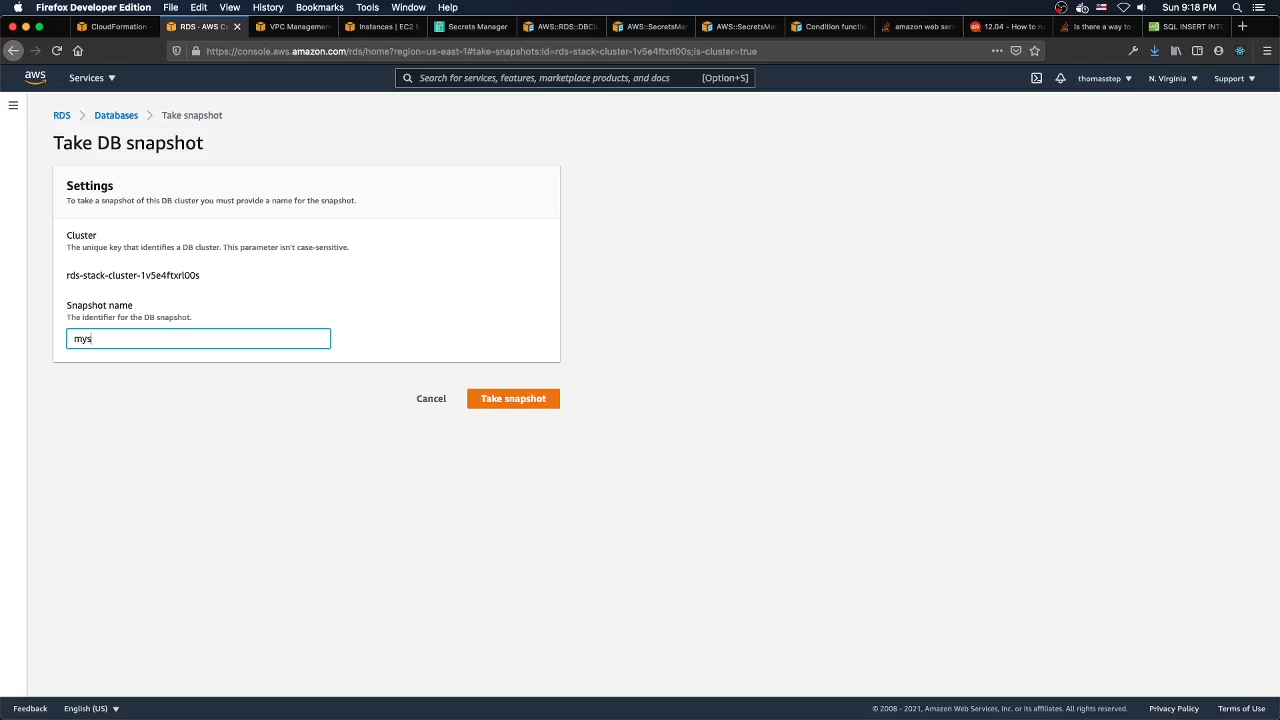 Firefox Developer Edition File Edit View History Bookmarks Tools Window Help Sun 9:18 PM
CloudFormation RDS - AWS C VPC Managemen Instances | EC2 Secrets Manager AWS::RDS::DBCl AWS::SecretsMa AWS::SecretsMa Condition functi amazon web serv 12.04 - How to ru Is there a way to SQL INSERT INTO
https://console.aws.amazon.com/rds/home?region=us-east-1#take-snapshots:id=rds-stack-cluster-1v5e4ftxrl00s;is-cluster=true
aws Services Search for services, features, marketplace products, and docs [Option+S] thomasstep N. Virginia Support
RDS Databases Take snapshot
Take DB snapshot
Settings
To take a snapshot of this DB cluster you must provide a name for the snapshot.
Cluster
The unique key that identifies a DB cluster. This parameter isn't case-sensitive.
rds-stack-cluster-1v5e4ftxrl00s
Snapshot name
The identifier for the DB snapshot.
mys
Cancel Take snapshot
Feedback English (US) © 2008 - 2021, Amazon Web Services, Inc. or its affiliates. All rights reserved. Privacy Policy Terms of Use